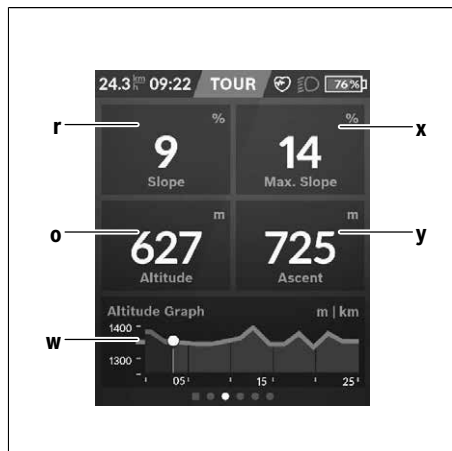 24.3 km/h 09:22 TOUR 76%
r % % x
9 14
Slope Max. Slope
o m m y
627 725
Altitude Ascent
Altitude Graph m | km
w 1400
1300
05 15 25